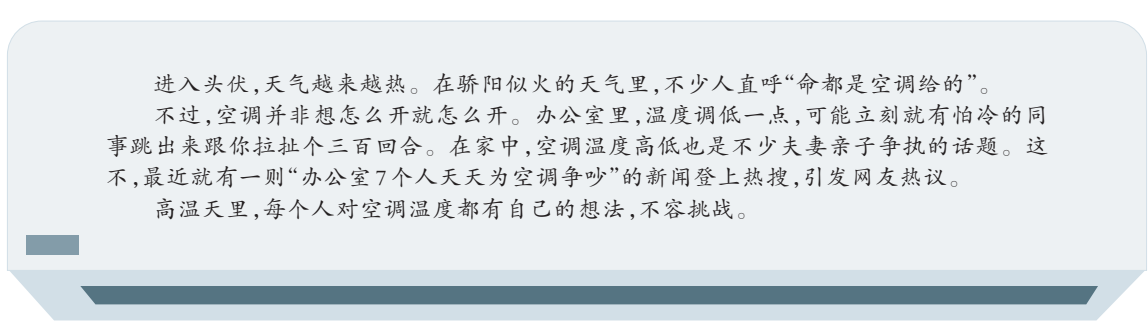 进入头伏，天气越来越热。在骄阳似火的天气里，不少人直呼“命都是空调给的”。
不过，空调并非想怎么开就怎么开。办公室里，温度调低一点，可能立刻就有怕冷的同
事跳出来跟你拉扯个三百回合。在家中，空调温度高低也是不少夫妻亲子争执的话题。这
不，最近就有一则“办公室7个人天天为空调争吵”的新闻登上热搜，引发网友热议。
高温天里，每个人对空调温度都有自己的想法，不容挑战。